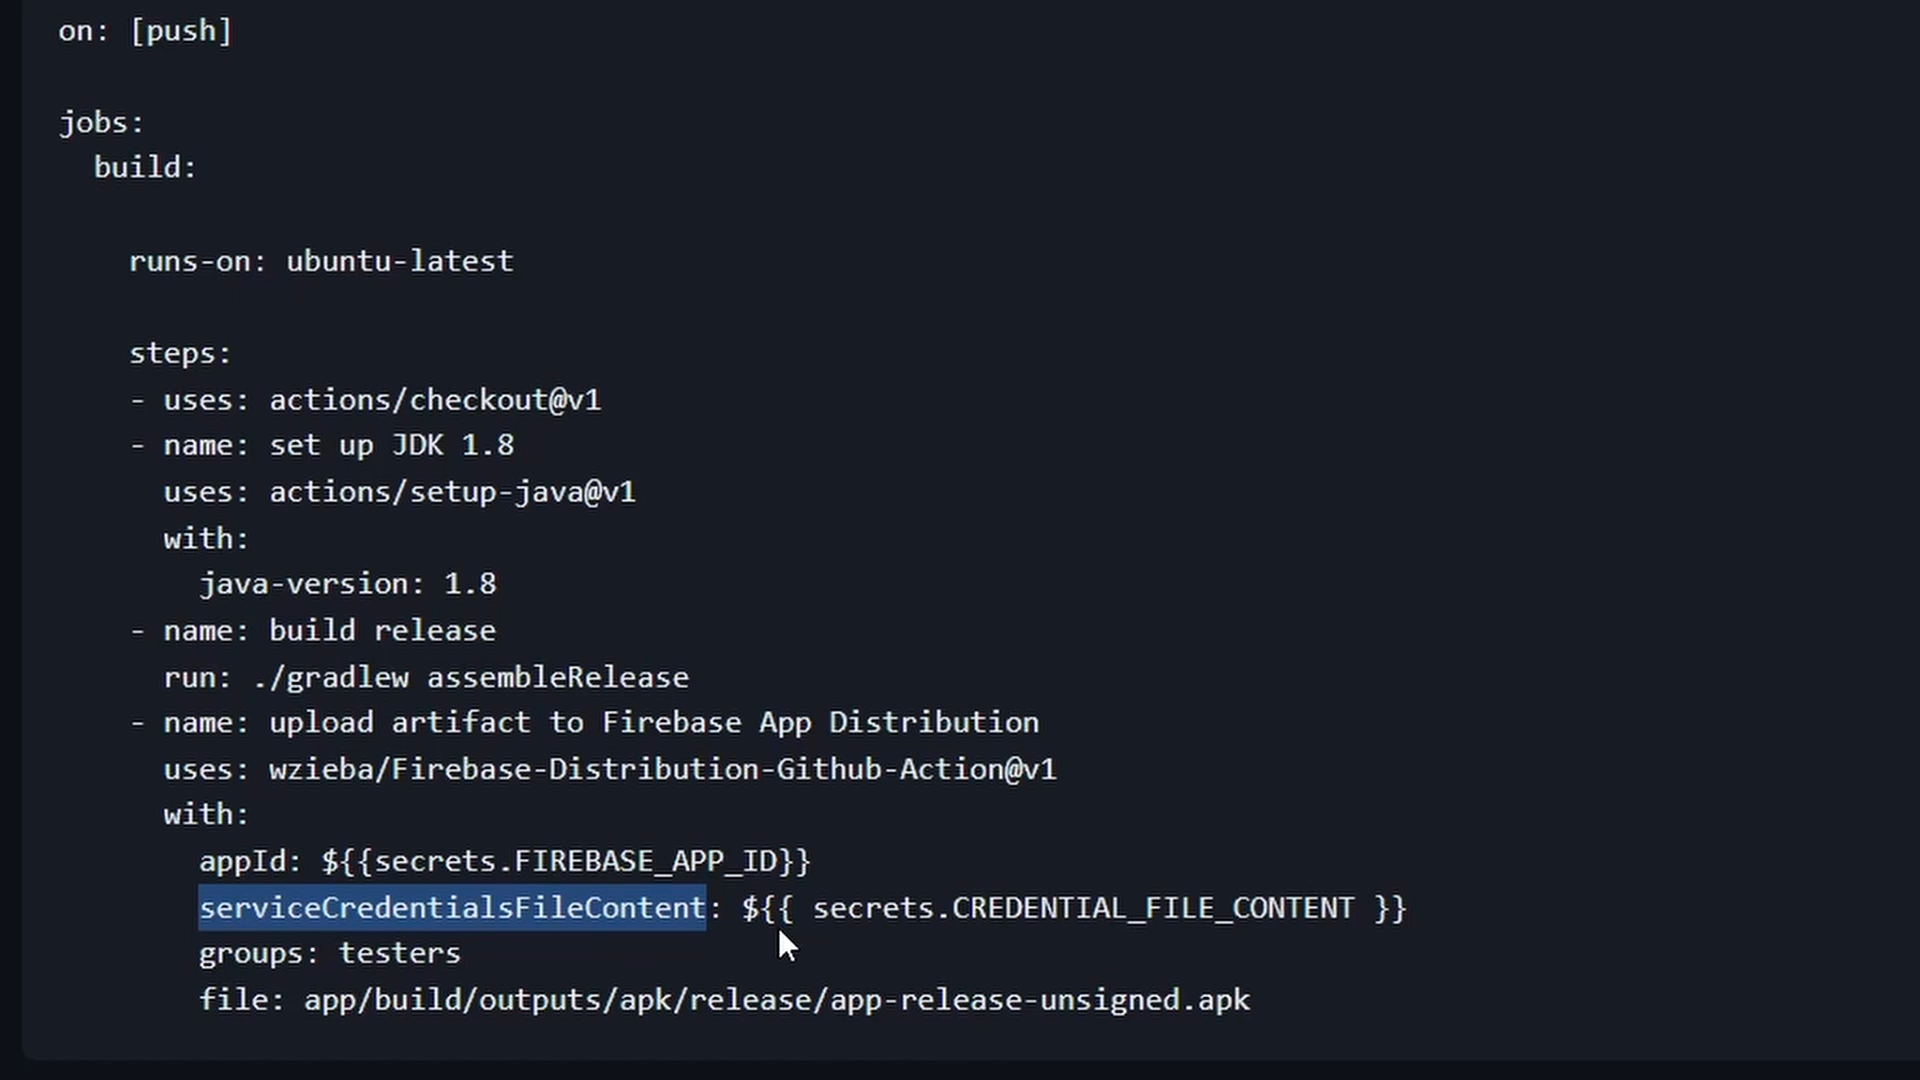 on: [push]
jobs:
build:
runs-on: ubuntu-latest
steps:
- uses: actions/checkout@v1
- name: set up JDK 1.8
uses: actions/setup-java@v1
with:
java-version: 1.8
- name: build release
run: ./gradlew assembleRelease
- name: upload artifact to Firebase App Distribution
uses: wzieba/Firebase-Distribution-Github-Action@v1
with:
appId: ${{secrets.FIREBASE_APP_ID}}
serviceCredentialsFileContent: ${{ secrets.CREDENTIAL_FILE_CONTENT }}
groups: testers
file: app/build/outputs/apk/release/app-release-unsigned.apk